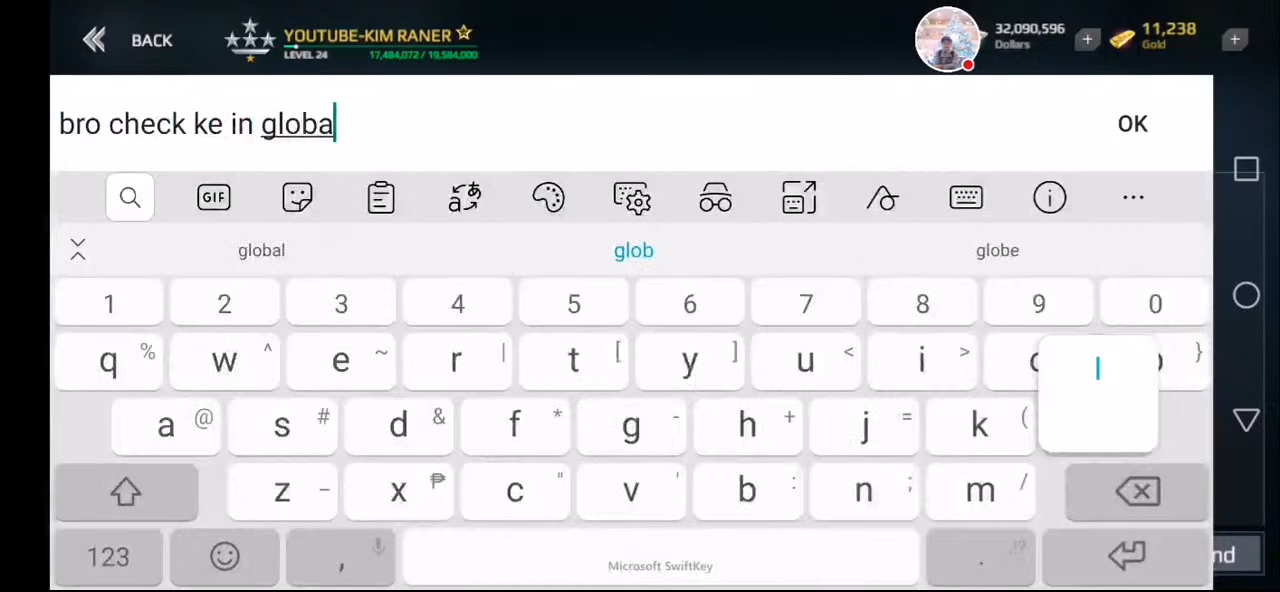 BACK
YOUTUBE-KIM RANER
LEVEL 24 17,484,072 / 19,584,000
32,090,596
Dollars
11,238
Gold
bro check ke in globa
OK
GIF
global glob globe
1 2 3 4 5 6 7 8 9 0
q % w ^ e ~ r | t [ y ] u < i > }
l
a @ s # d & f * g - h + j = k (
z _ x ₱ c " v ' b : n ; m /
123 , Microsoft SwiftKey . ,!?
nd